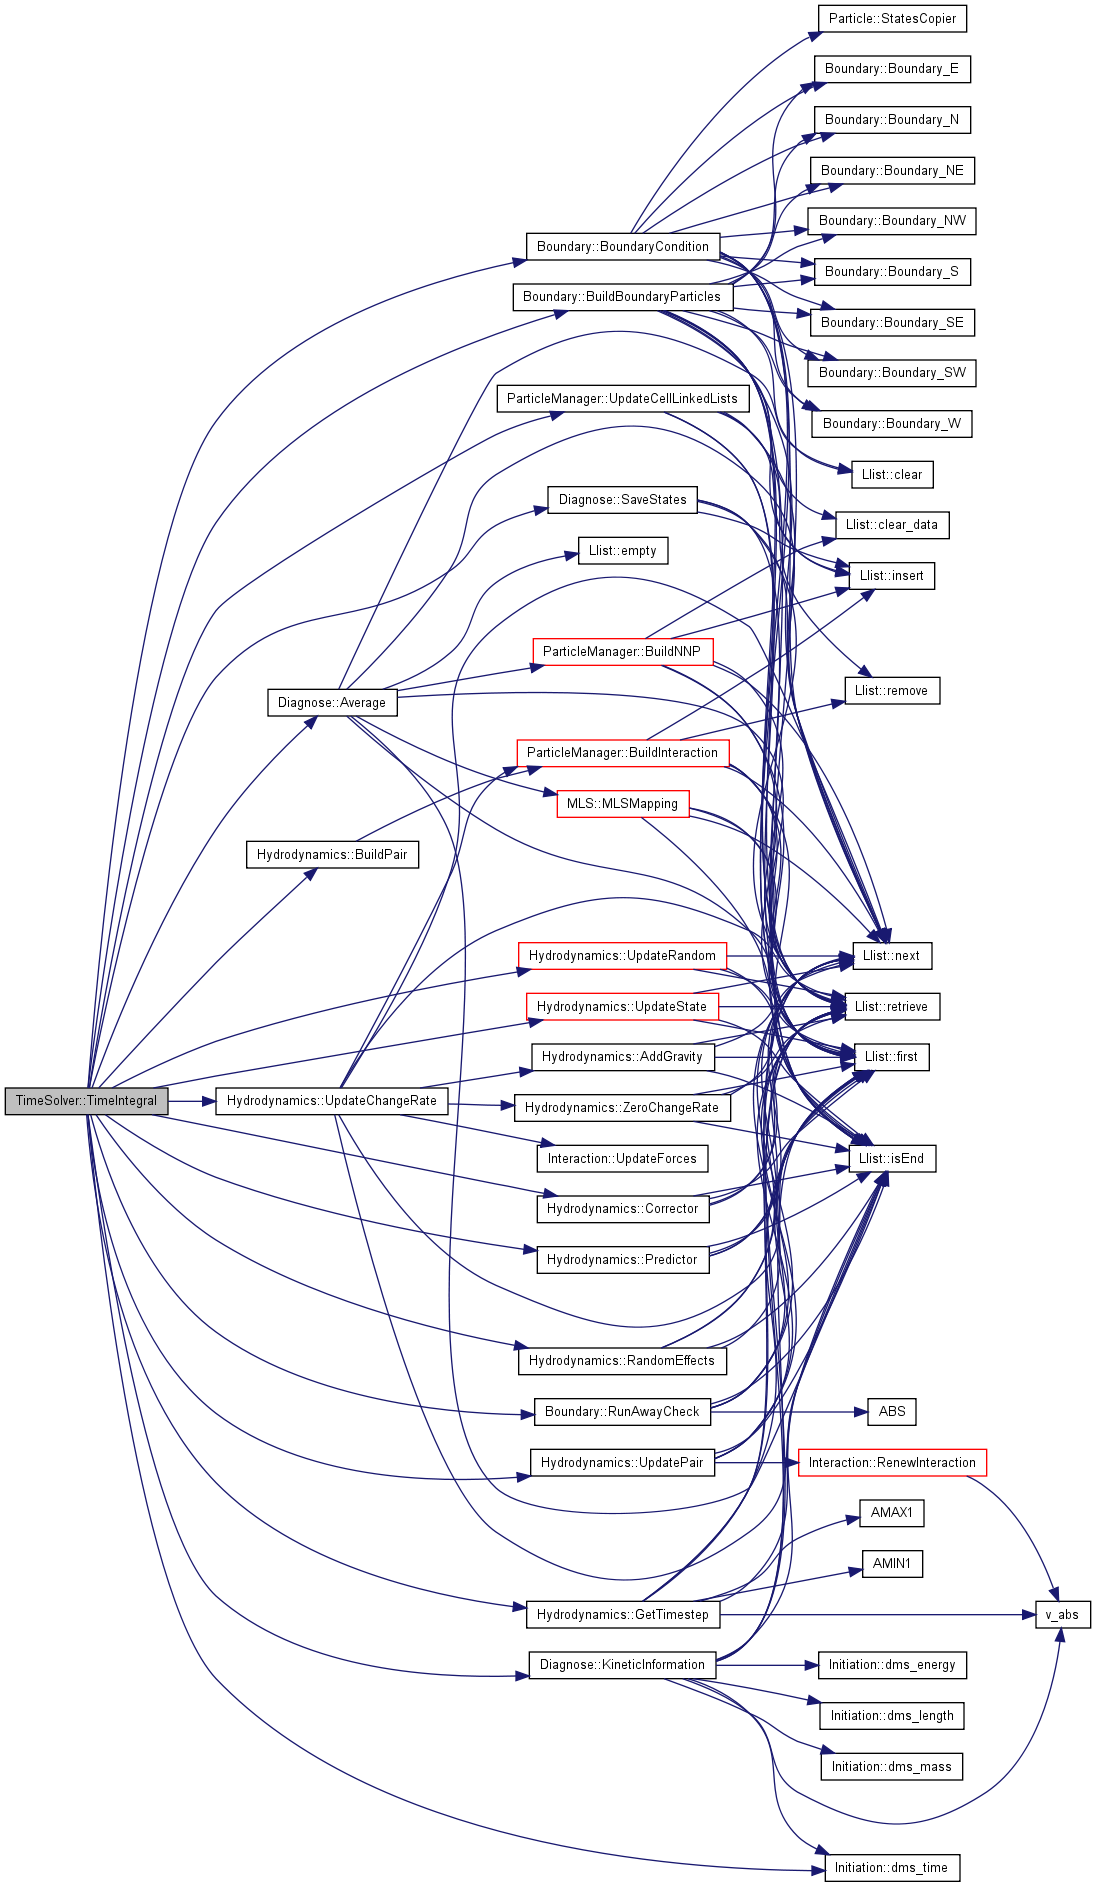 Particle::StatesCopier
Boundary::Boundary_E
Boundary::Boundary_N
Boundary::Boundary_NE
Boundary::Boundary_NW
Boundary::BoundaryCondition
Boundary::Boundary_S
Boundary::BuildBoundaryParticles
Boundary::Boundary_SE
Boundary::Boundary_SW
ParticleManager::UpdateCellLinkedLists
Boundary::Boundary_W
Llist::clear
Diagnose::SaveStates
Llist::clear_data
Llist::empty
Llist::insert
ParticleManager::BuildNNP
Llist::remove
Diagnose::Average
ParticleManager::BuildInteraction
MLS::MLSMapping
Hydrodynamics::BuildPair
Hydrodynamics::UpdateRandom
Llist::next
Hydrodynamics::UpdateState
Llist::retrieve
Hydrodynamics::AddGravity
Llist::first
TimeSolver::TimeIntegral
Hydrodynamics::UpdateChangeRate
Hydrodynamics::ZeroChangeRate
Interaction::UpdateForces
Llist::isEnd
Hydrodynamics::Corrector
Hydrodynamics::Predictor
Hydrodynamics::RandomEffects
Boundary::RunAwayCheck
ABS
Hydrodynamics::UpdatePair
Interaction::RenewInteraction
AMAX1
AMIN1
Hydrodynamics::GetTimestep
v_abs
Diagnose::KineticInformation
Initiation::dms_energy
Initiation::dms_length
Initiation::dms_mass
Initiation::dms_time